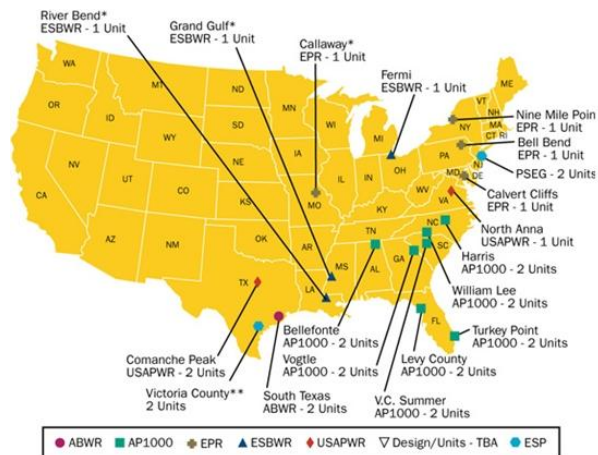 River Bend*
ESBWR - 1 Unit
Grand Gulf*
ESBWR - 1 Unit
Callaway*
EPR - 1 Unit
Fermi
ESBWR - 1 Unit
Nine Mile Poin
EPR - 1 Unit
Bell Bend
EPR - 1 Unit
PSEG - 2 Units
Calvert Cliffs
EPR - 1 Unit
North Anna
USAPWR - 1 Unit
Harris
AP1000 - 2 Units
William Lee
AP1000 - 2 Units
Turkey Point
AP1000 - 2 Units
Levy County
AP1000 - 2 Units
V.C. Summer
AP1000 - 2 Units
Bellefonte
AP1000 - 2 Units
Vogtle
AP1000 - 2 Units
South Texas
ABWR - 2 Units
Comanche Peak
USAPWR - 2 Units
Victoria County**
2 Units
WA
MT
ND
MN
ME
VT
NH
OR
ID
SD
WI
MI
NY
MA
CT RI
WY
IA
PA
NJ
NV
NE
IL
IN
OH
MD
DE
UT
CO
KS
MO
WV
VA
CA
KY
NC
AZ
NM
OK
AR
TN
SC
TX
LA
MS
AL
GA
FL
ABWR
AP1000
EPR
ESBWR
USAPWR
Design/Units - TBA
ESP